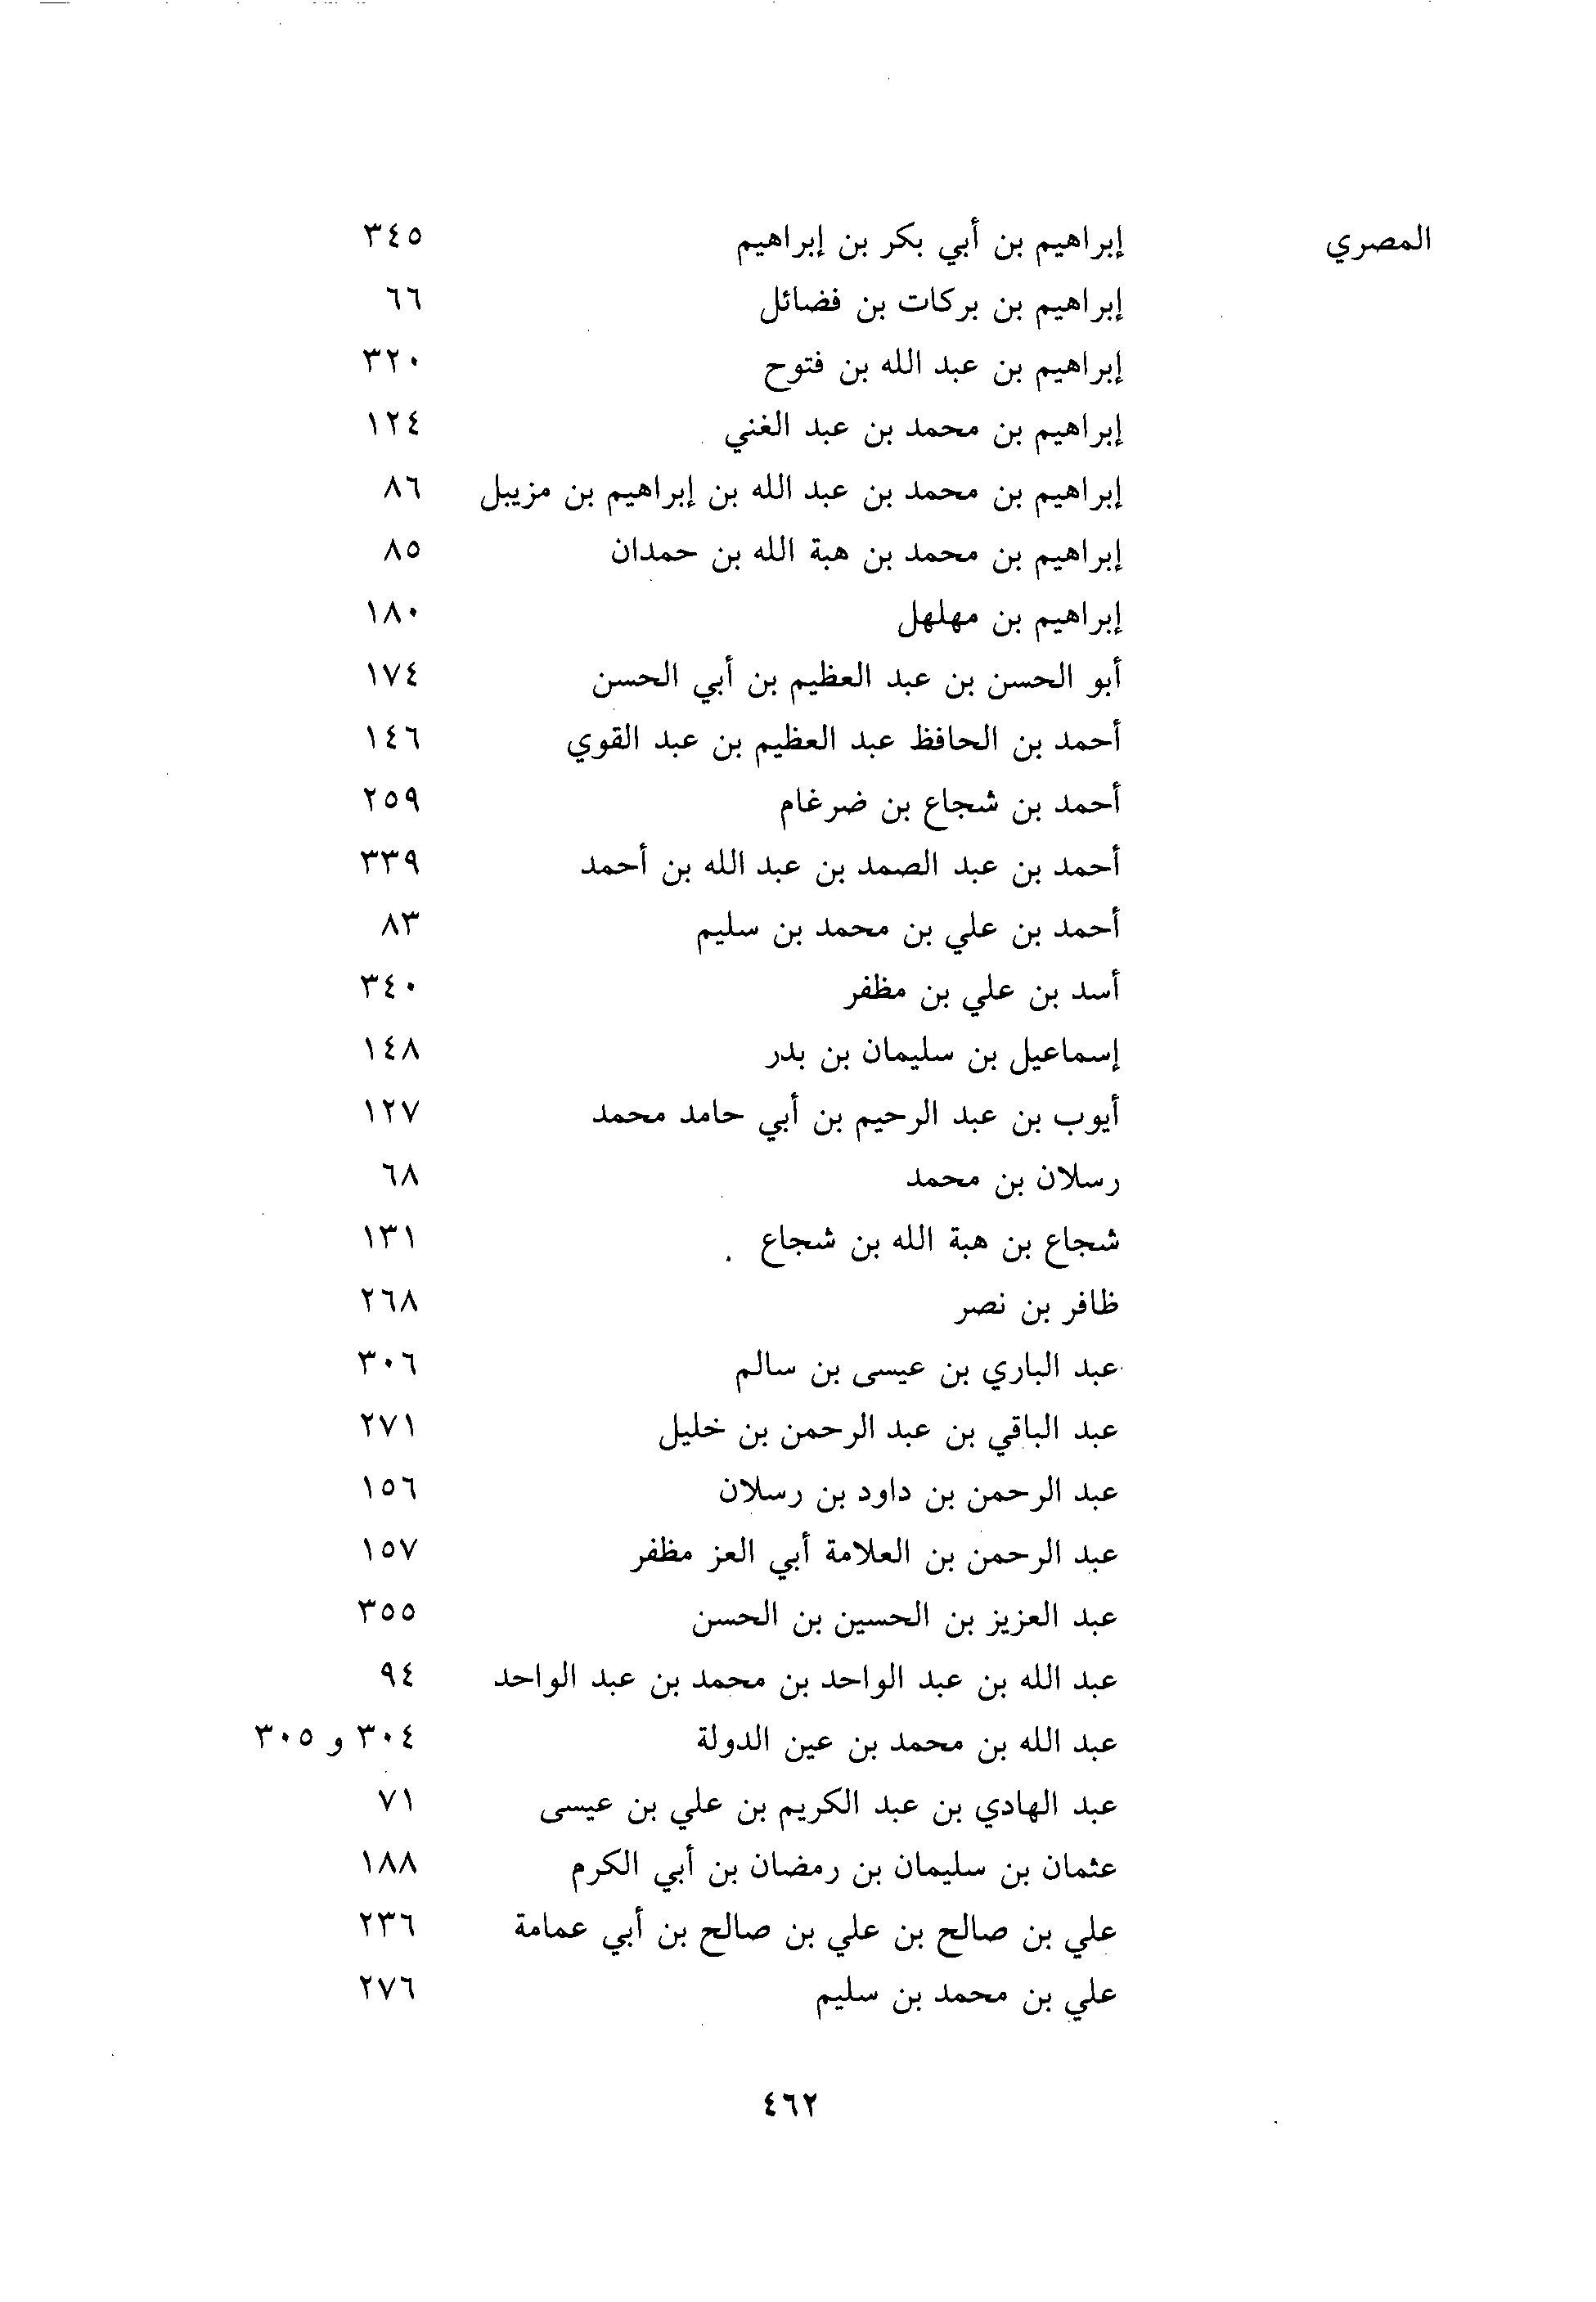 المصري إبراهيم بن أبي بكر بن إبراهيم ٣٤٥
إبراهيم بن بركات بن فضائل ٦٦
إبراهيم بن عبد الله بن فتوح ٣٢٠
إبراهيم بن محمد بن عبد الغني ١٢٤
إبراهيم بن محمد بن عبد الله بن إبراهيم بن مزيبل ٨٦
إبراهيم بن محمد بن هبة الله بن حمدان ٨٥
إبراهيم بن مهلهل ١٨٠
أبو الحسن بن عبد العظيم بن أبي الحسن ١٧٤
أحمد بن الحافظ عبد العظيم بن عبد القوي ١٤٦
أحمد بن شجاع بن ضرغام ٢٥٩
أحمد بن عبد الصمد بن عبد الله بن أحمد ٣٣٩
أحمد بن علي بن محمد بن سليم ٨٣
أسد بن علي بن مظفر ٣٤٠
إسماعيل بن سليمان بن بدر ١٤٨
أيوب بن عبد الرحيم بن أبي حامد محمد ١٢٧
رسلان بن محمد ٦٨
شجاع بن هبة الله بن شجاع ١٣١
ظافر بن نصر ٢٦٨
عبد الباري بن عيسى بن سالم ٣٠٦
عبد الباقي بن عبد الرحمن بن خليل ٢٧١
عبد الرحمن بن داود بن رسلان ١٥٦
عبد الرحمن بن العلامة أبي العز مظفر ١٥٧
عبد العزيز بن الحسين بن الحسن ٣٥٥
عبد الله بن عبد الواحد بن محمد بن عبد الواحد ٩٤
عبد الله بن محمد بن عين الدولة ٣٠٤ و ٣٠٥
عبد الهادي بن عبد الكريم بن علي بن عيسى ٧١
عثمان بن سليمان بن رمضان بن أبي الكرم ١٨٨
علي بن صالح بن علي بن صالح بن أبي عمامة ٢٣٦
علي بن محمد بن سليم ٢٧٦
٤٦٢